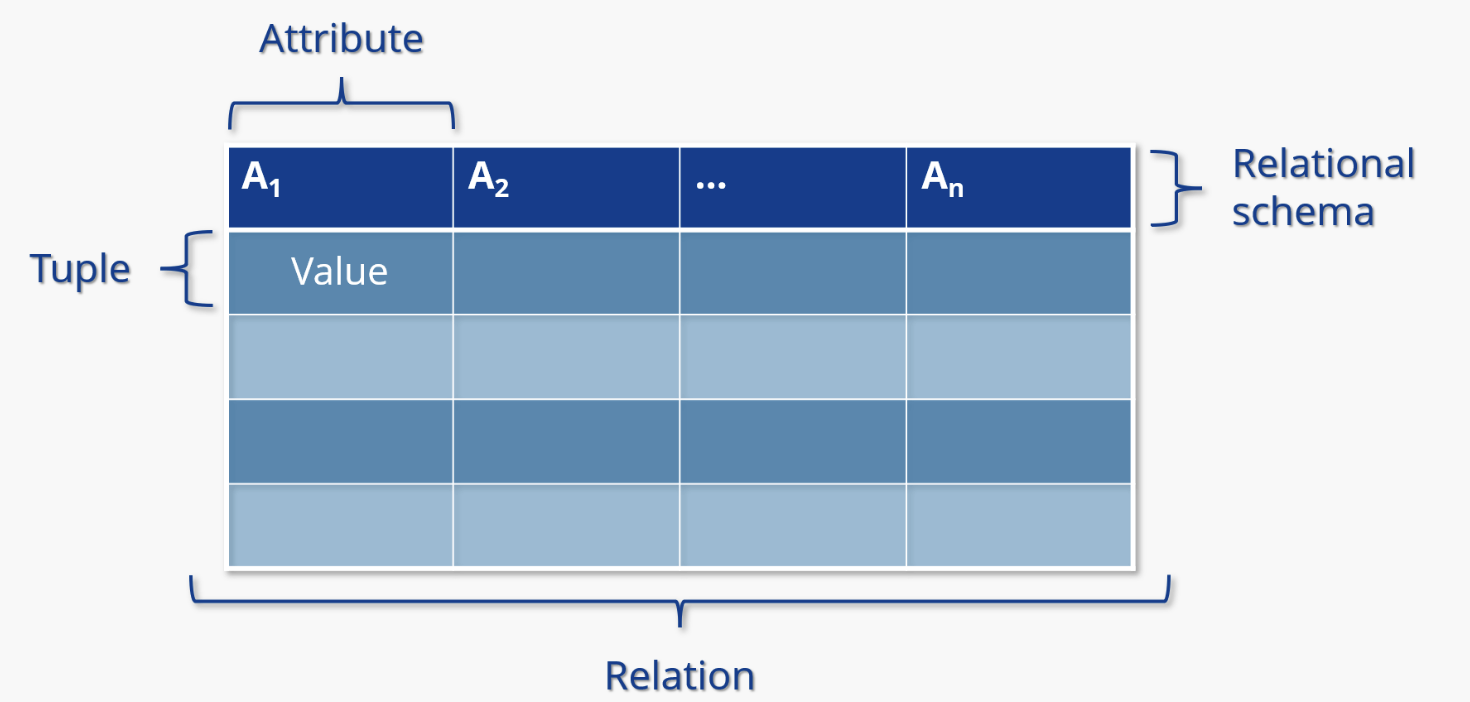 Attribute
A₁ A₂ ... Aₙ
Relational
schema
Tuple
Value
Relation